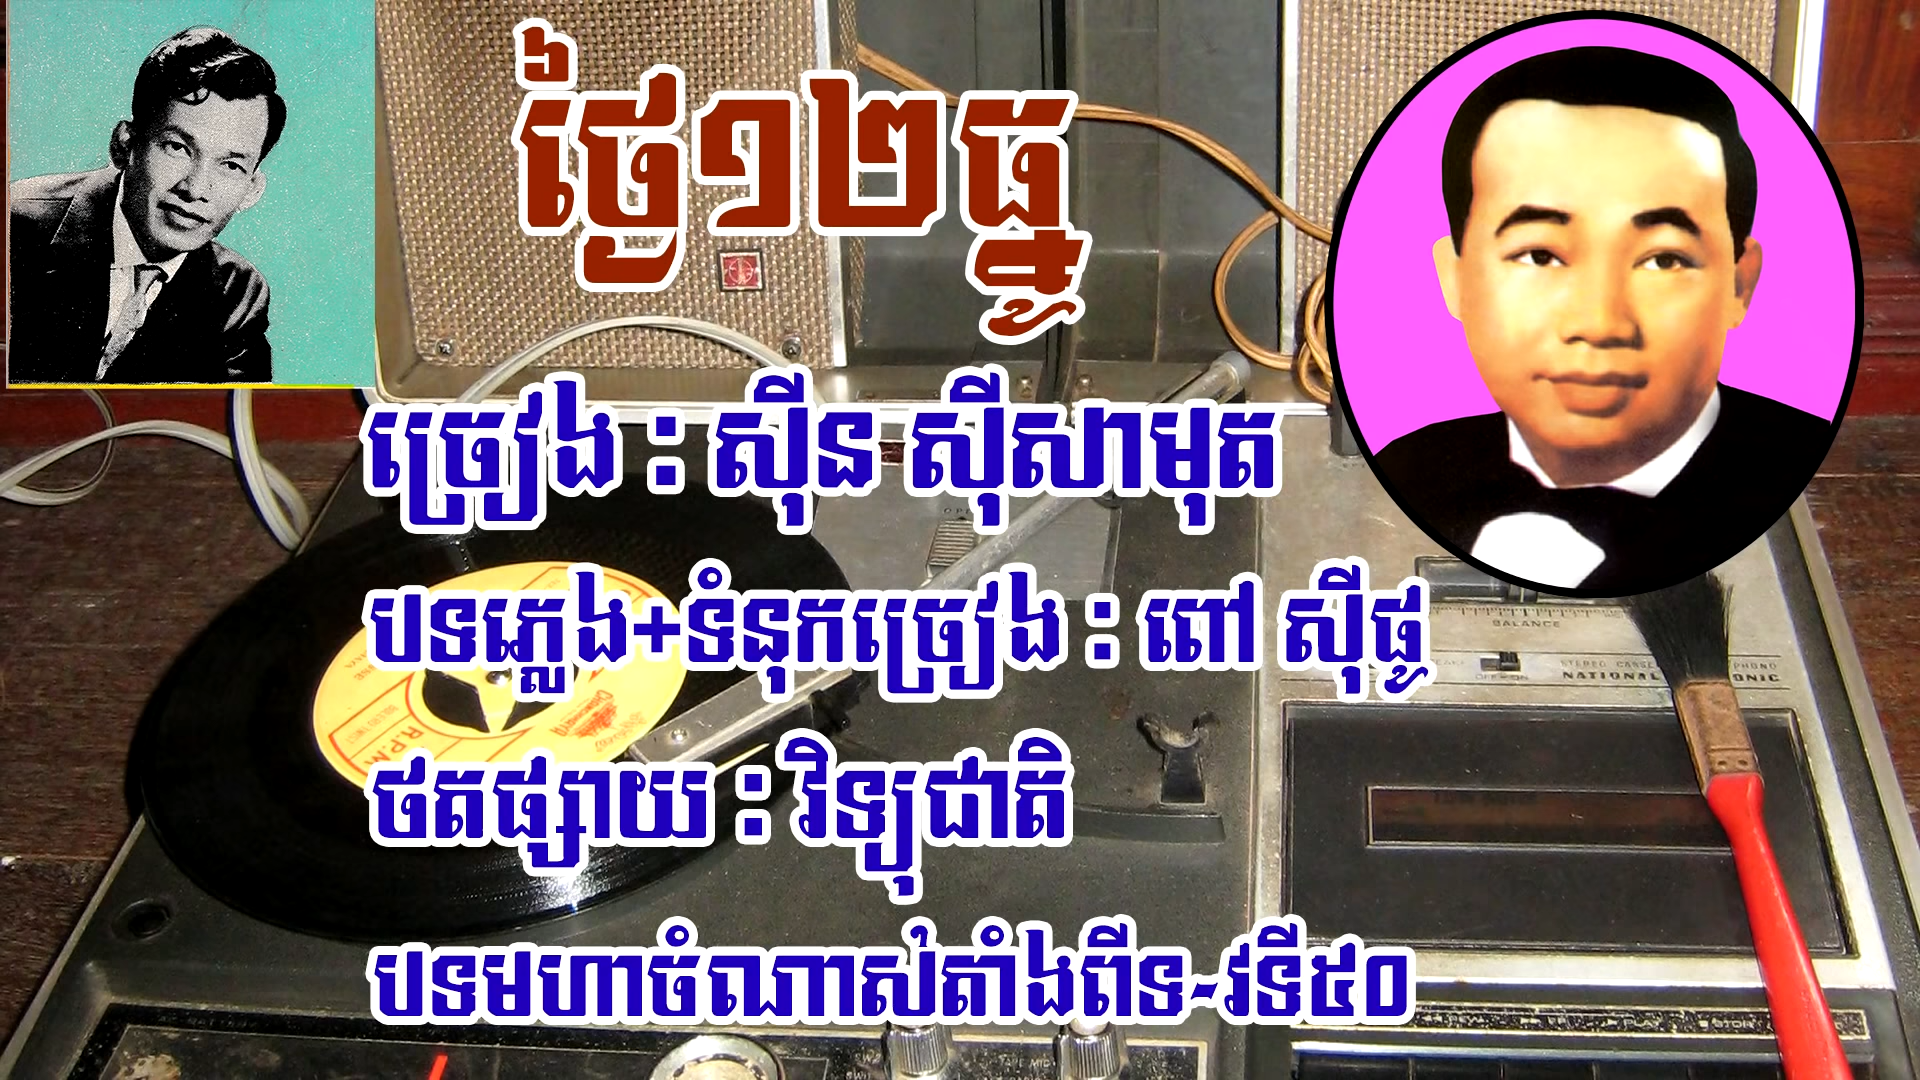 ថ្ងៃ១២ធ្នូ
ច្រៀង : ស៊ីន ស៊ីសាមុត
បទភ្លេង+ទំនុកច្រៀង : ពៅ ស៊ីផូ
ថតផ្សាយ : វិទ្យុជាតិ
បទមហាចំណាស់តាំងពីទ-វទី៥០
BALANCE
R.P.M